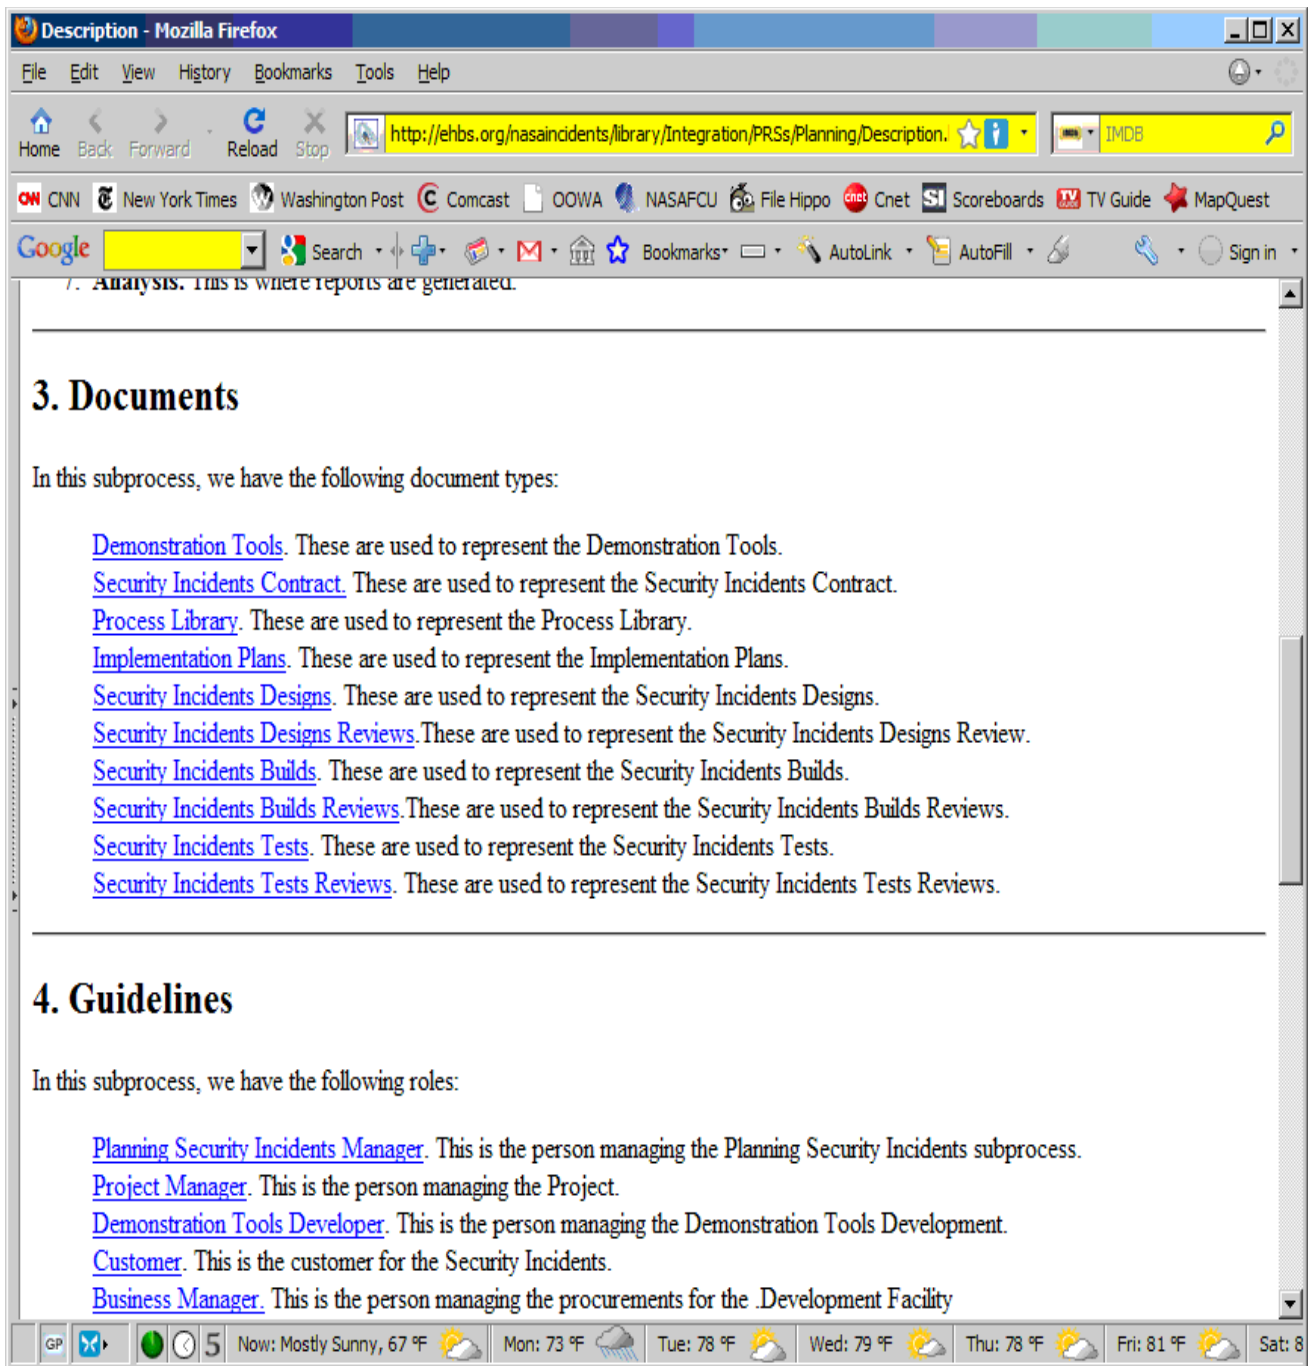 Description - Mozilla Firefox
File Edit View History Bookmarks Tools Help
Home Back Forward Reload Stop http://ehbs.org/nasaincidents/library/Integration/PRSs/Planning/Description. IMDB
CNN New York Times Washington Post Comcast OOWA NASAFCU File Hippo Cnet Scoreboards TV Guide MapQuest
Google Search Bookmarks AutoLink AutoFill Sign in
7. Analysis. This is where reports are generated.
3. Documents
In this subprocess, we have the following document types:
Demonstration Tools. These are used to represent the Demonstration Tools.
Security Incidents Contract. These are used to represent the Security Incidents Contract.
Process Library. These are used to represent the Process Library.
Implementation Plans. These are used to represent the Implementation Plans.
Security Incidents Designs. These are used to represent the Security Incidents Designs.
Security Incidents Designs Reviews.These are used to represent the Security Incidents Designs Review.
Security Incidents Builds. These are used to represent the Security Incidents Builds.
Security Incidents Builds Reviews.These are used to represent the Security Incidents Builds Reviews.
Security Incidents Tests. These are used to represent the Security Incidents Tests.
Security Incidents Tests Reviews. These are used to represent the Security Incidents Tests Reviews.
4. Guidelines
In this subprocess, we have the following roles:
Planning Security Incidents Manager. This is the person managing the Planning Security Incidents subprocess.
Project Manager. This is the person managing the Project.
Demonstration Tools Developer. This is the person managing the Demonstration Tools Development.
Customer. This is the customer for the Security Incidents.
Business Manager. This is the person managing the procurements for the .Development Facility
GP 5 Now: Mostly Sunny, 67 °F Mon: 73 °F Tue: 78 °F Wed: 79 °F Thu: 78 °F Fri: 81 °F Sat: 8